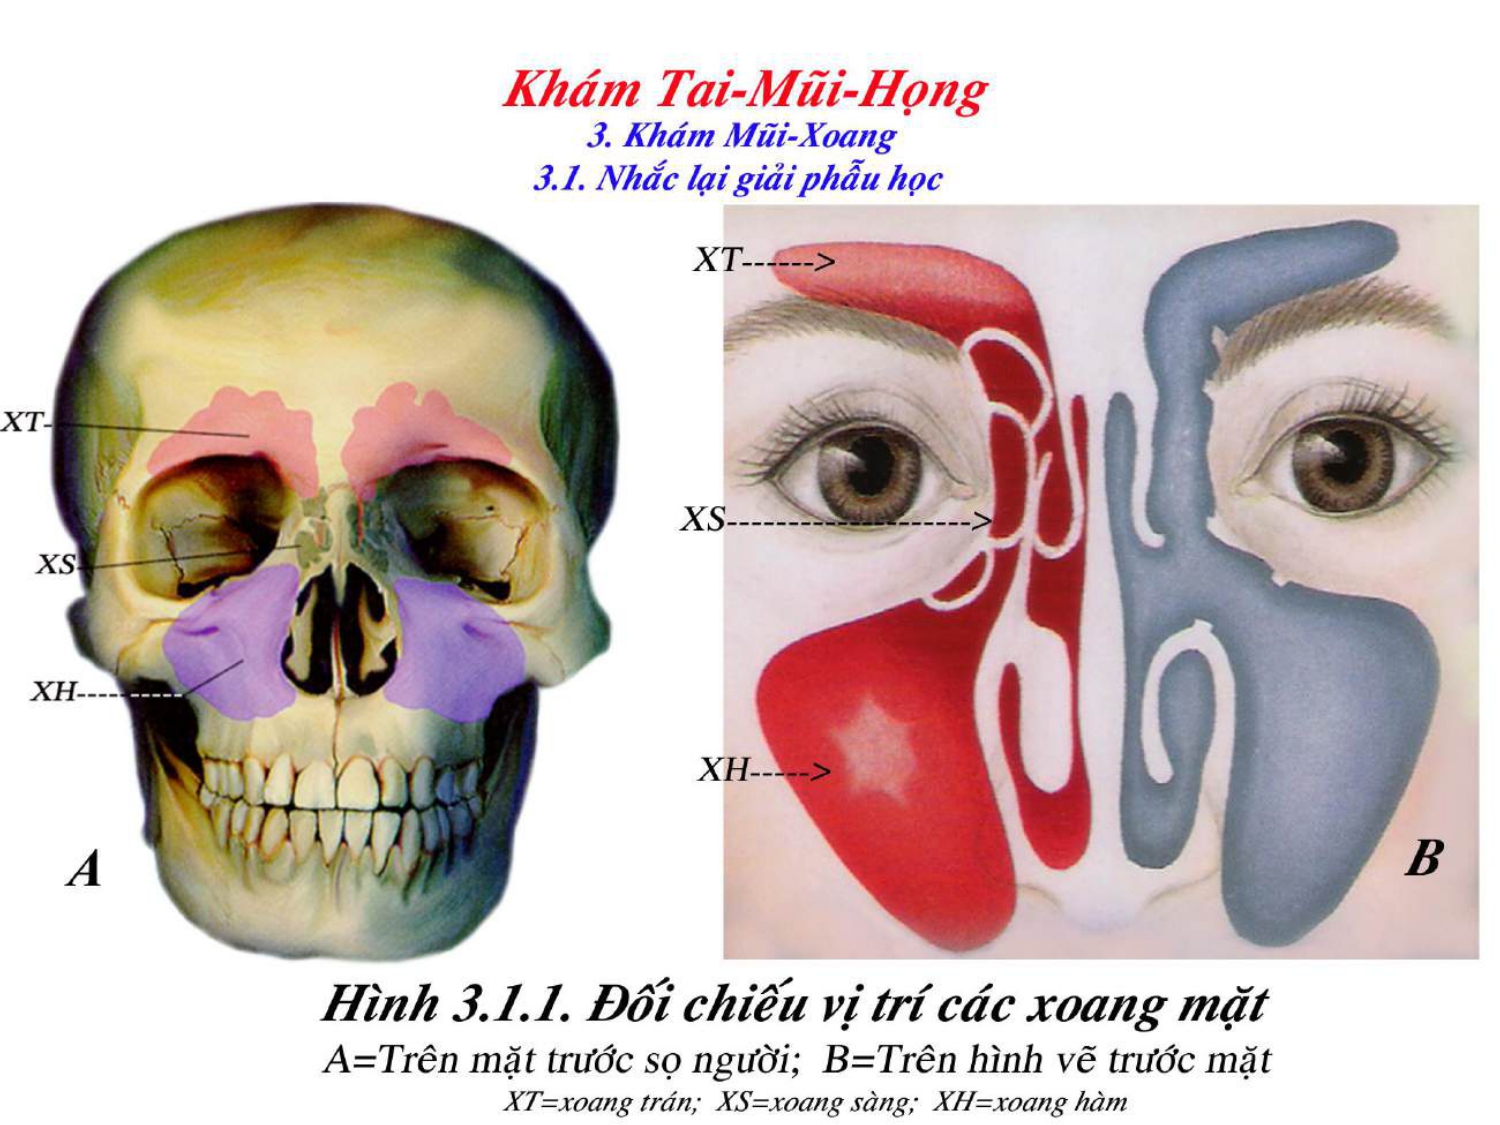 Khám Tai-Mũi-Họng
3. Khám Mũi-Xoang
3.1. Nhắc lại giải phẫu học
XT-
XS
XH----------
A
XT------>
XS-------------------->
XH----->
B
Hình 3.1.1. Đối chiếu vị trí các xoang mặt
A=Trên mặt trước sọ người; B=Trên hình vẽ trước mặt
XT=xoang trán; XS=xoang sàng; XH=xoang hàm